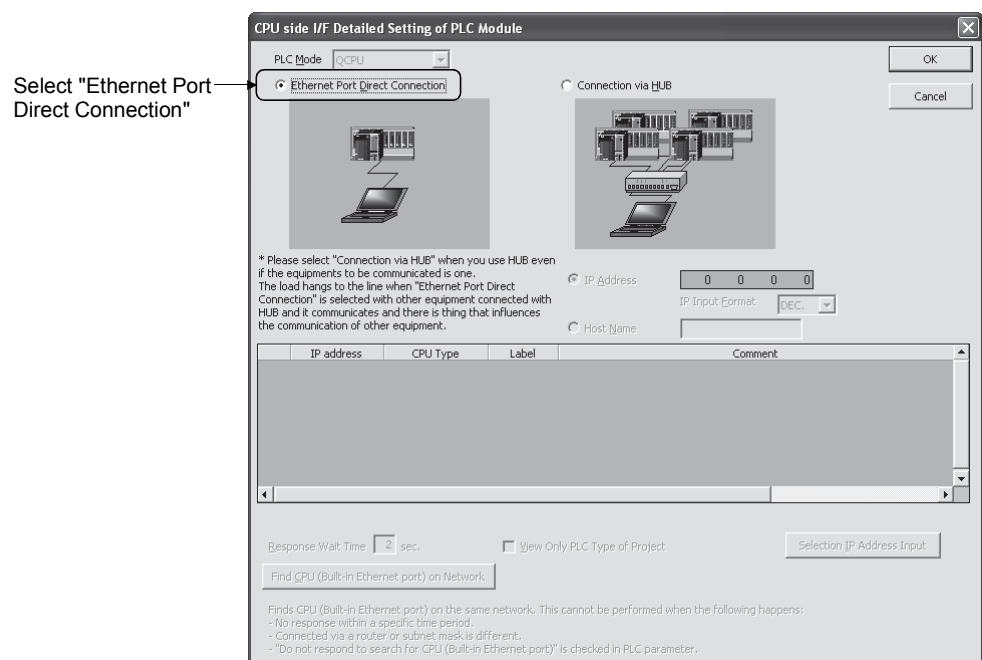 CPU side I/F Detailed Setting of PLC Module
PLC Mode QCPU
OK
Select "Ethernet Port
Direct Connection"
Ethernet Port Direct Connection
Connection via HUB
Cancel
* Please select "Connection via HUB" when you use HUB even
if the equipments to be communicated is one.
The load hangs to the line when "Ethernet Port Direct
Connection" is selected with other equipment connected with
HUB and it communicates and there is thing that influences
the communication of other equipment.
IP Address 0 0 0 0
IP Input Format DEC.
Host Name
IP address CPU Type Label Comment
Response Wait Time 2 sec.
View Only PLC Type of Project
Selection IP Address Input
Find CPU (Built-in Ethernet port) on Network
Finds CPU (Built-in Ethernet port) on the same network. This cannot be performed when the following happens:
- No response within a specific time period.
- Connected via a router or subnet mask is different.
- "Do not respond to search for CPU (Built-in Ethernet port)" is checked in PLC parameter.